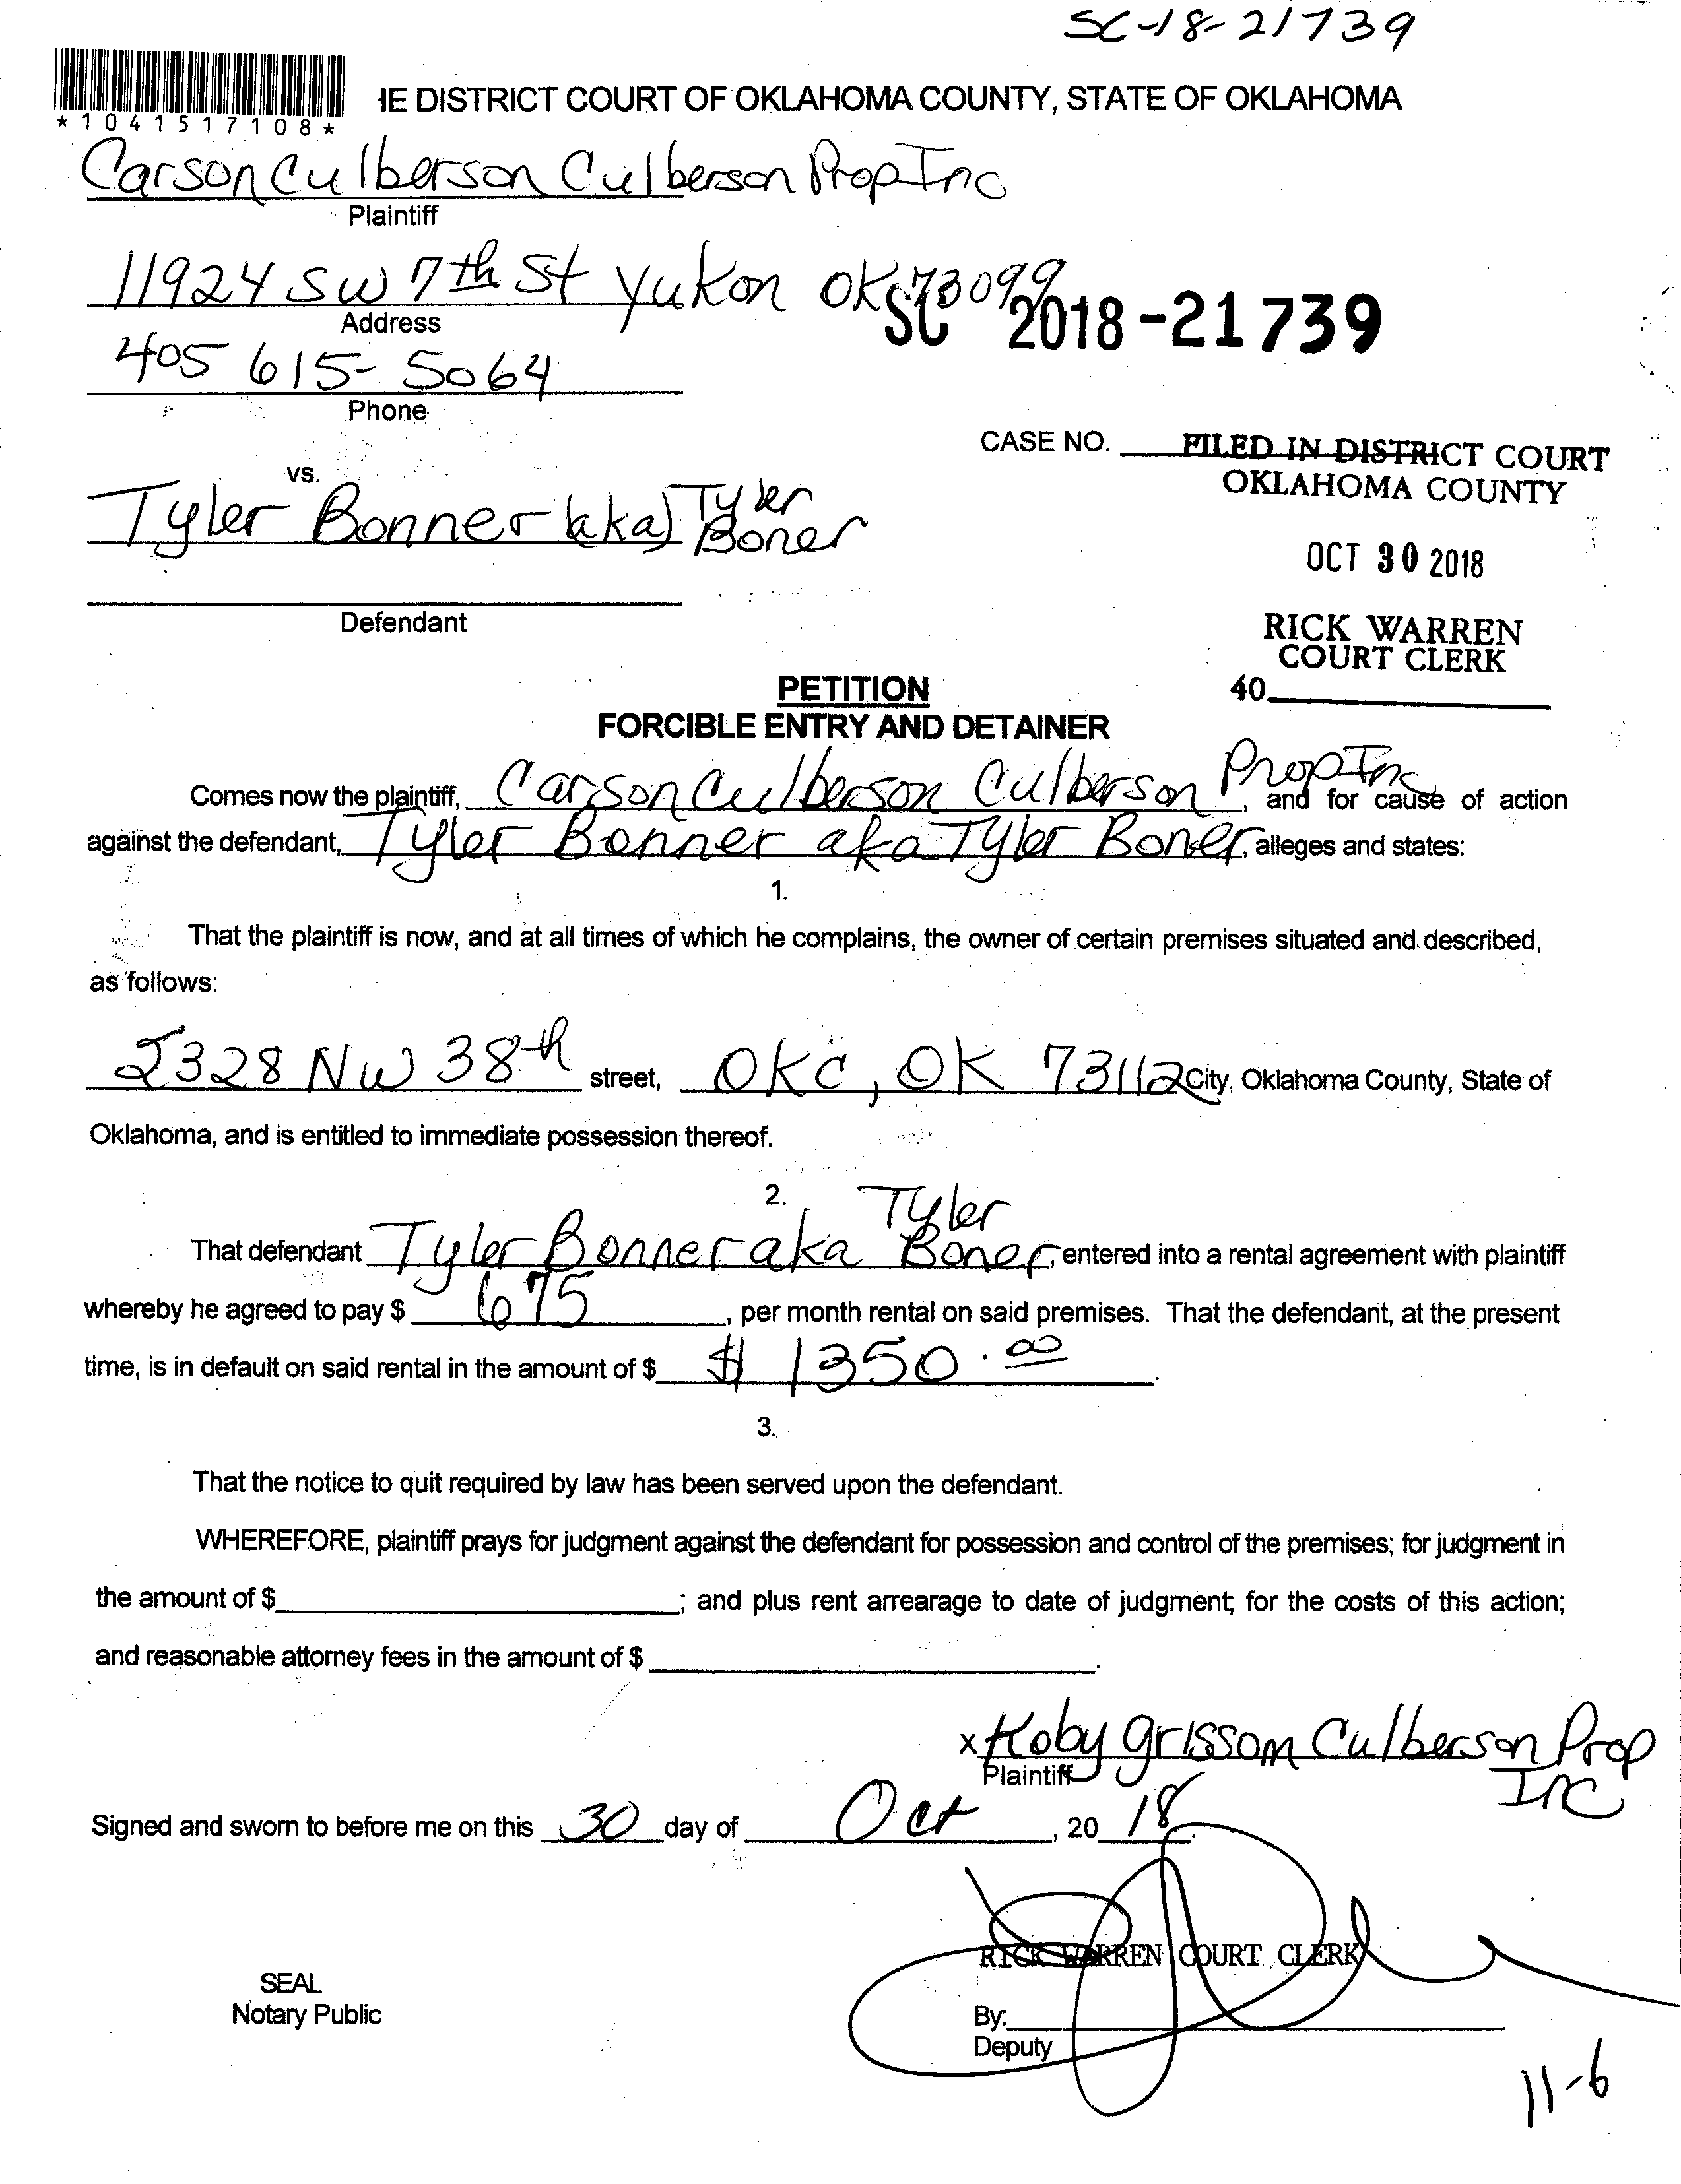 SC-18-21739
IE DISTRICT COURT OF OKLAHOMA COUNTY, STATE OF OKLAHOMA
*1041517108*
Carson Culberson Culberson Prop Inc
Plaintiff
11924 SW 7th St Yukon OK 73099
SC 2018-21739
Address
405 615-5064
Phone
CASE NO. FILED IN DISTRICT COURT
OKLAHOMA COUNTY
vs.
Tyler Bonner (aka) Tyler
Boner
OCT 30 2018
Defendant
RICK WARREN
COURT CLERK
40
PETITION
FORCIBLE ENTRY AND DETAINER
Comes now the plaintiff, Carson Culberson Culberson Prop Inc, and for cause of action
against the defendant, Tyler Bonner aka Tyler Boner, alleges and states:
1.
That the plaintiff is now, and at all times of which he complains, the owner of certain premises situated and described,
as follows:
2328 NW 38th street, OKC, OK 73112 City, Oklahoma County, State of
Oklahoma, and is entitled to immediate possession thereof.
2.
That defendant Tyler Bonner aka Tyler Boner, entered into a rental agreement with plaintiff
whereby he agreed to pay $ 675, per month rental on said premises. That the defendant, at the present
time, is in default on said rental in the amount of $ $ 1350.00.
3.
That the notice to quit required by law has been served upon the defendant.
WHEREFORE, plaintiff prays for judgment against the defendant for possession and control of the premises; for judgment in
the amount of $ ; and plus rent arrearage to date of judgment; for the costs of this action;
and reasonable attorney fees in the amount of $ .
x Koby Grissom Culberson Prop
Inc
Plaintiff
Signed and sworn to before me on this 30 day of Oct, 2018.
RICK WARREN COURT CLERK
SEAL
Notary Public
By:
Deputy
11-6